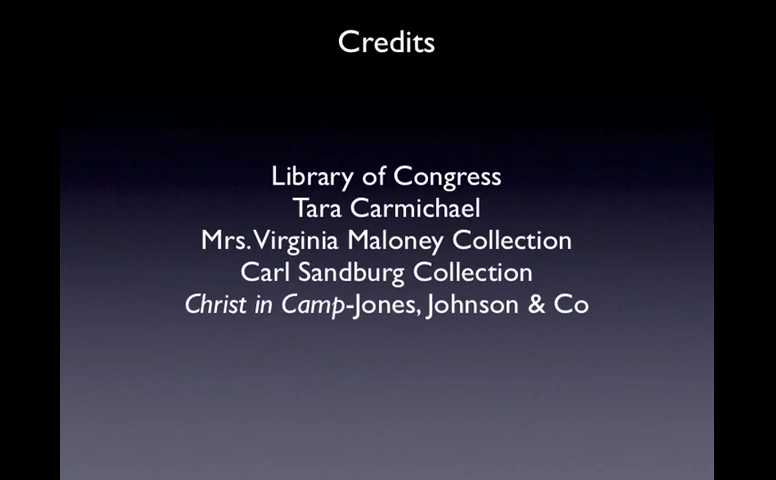 Credits
Library of Congress
Tara Carmichael
Mrs. Virginia Maloney Collection
Carl Sandburg Collection
Christ in Camp-Jones, Johnson & Co